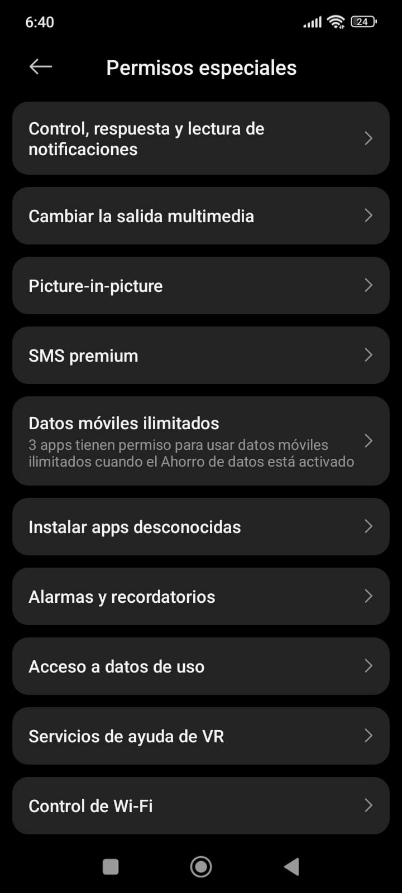 6:40
24
Permisos especiales
Control, respuesta y lectura de
notificaciones
Cambiar la salida multimedia
Picture-in-picture
SMS premium
Datos móviles ilimitados
3 apps tienen permiso para usar datos móviles
ilimitados cuando el Ahorro de datos está activado
Instalar apps desconocidas
Alarmas y recordatorios
Acceso a datos de uso
Servicios de ayuda de VR
Control de Wi-Fi